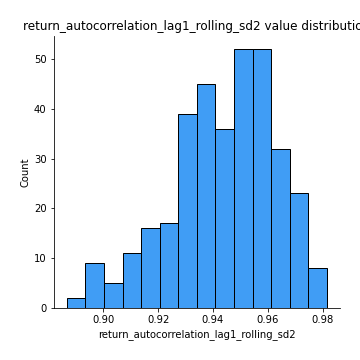 return_autocorrelation_lag1_rolling_sd2 value distributio
50
40
30
20
10
0
Count
0.90 0.92 0.94 0.96 0.98
return_autocorrelation_lag1_rolling_sd2